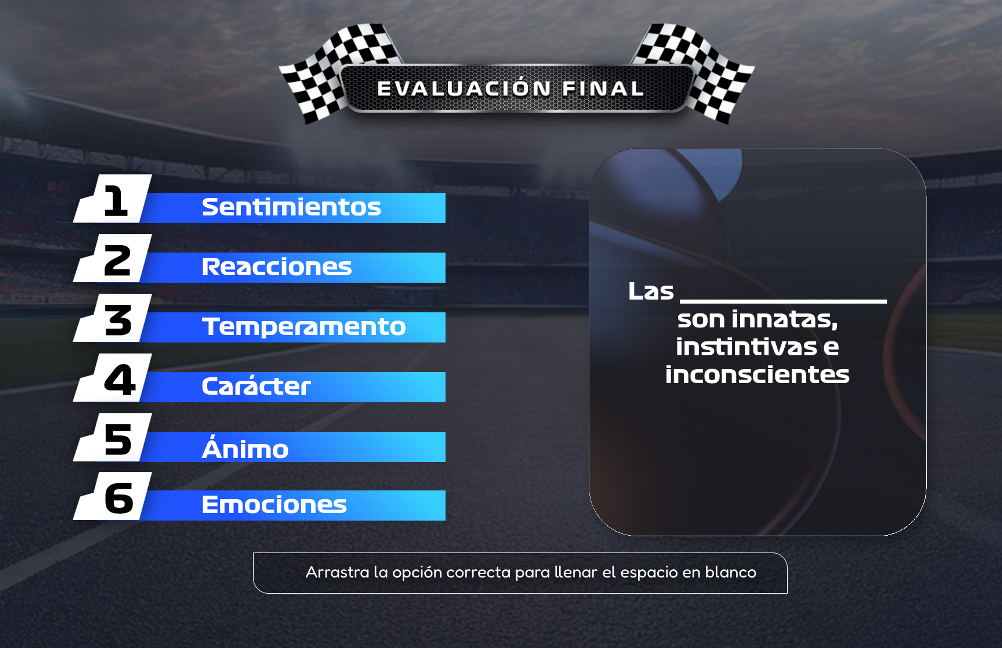 EVALUACIÓN FINAL
1 Sentimientos
2 Reacciones
3 Temperamento
4 Carácter
5 Ánimo
6 Emociones
Las _______________
son innatas,
instintivas e
inconscientes
Arrastra la opción correcta para llenar el espacio en blanco